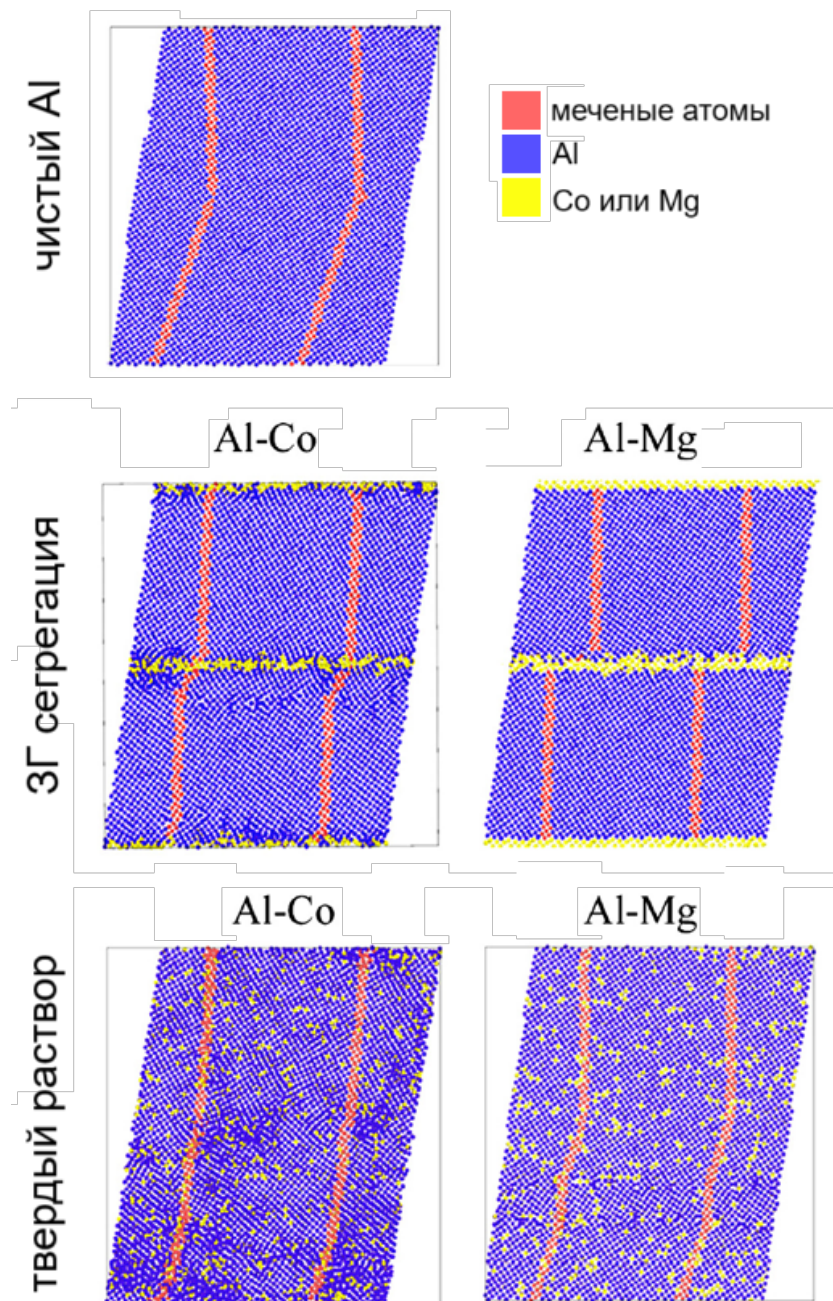 чистый Al
меченые атомы
Al
Co или Mg
ЗГ сегрегация
Al-Co
Al-Mg
твердый раствор
Al-Co
Al-Mg